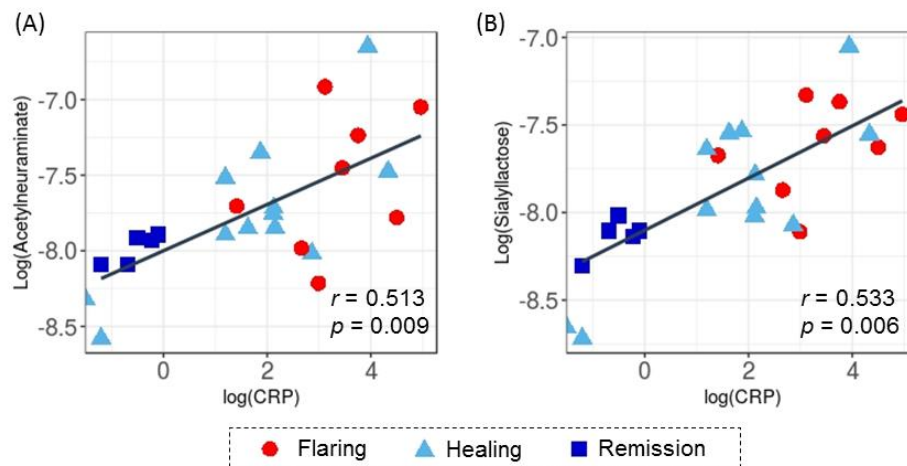 (A)
Log(Acetylneuraminate)
-7.0
-7.5
-8.0
-8.5
r = 0.513
p = 0.009
0
2
4
log(CRP)
(B)
Log(Sialyllactose)
-7.0
-7.5
-8.0
-8.5
r = 0.533
p = 0.006
0
2
4
log(CRP)
Flaring Healing Remission